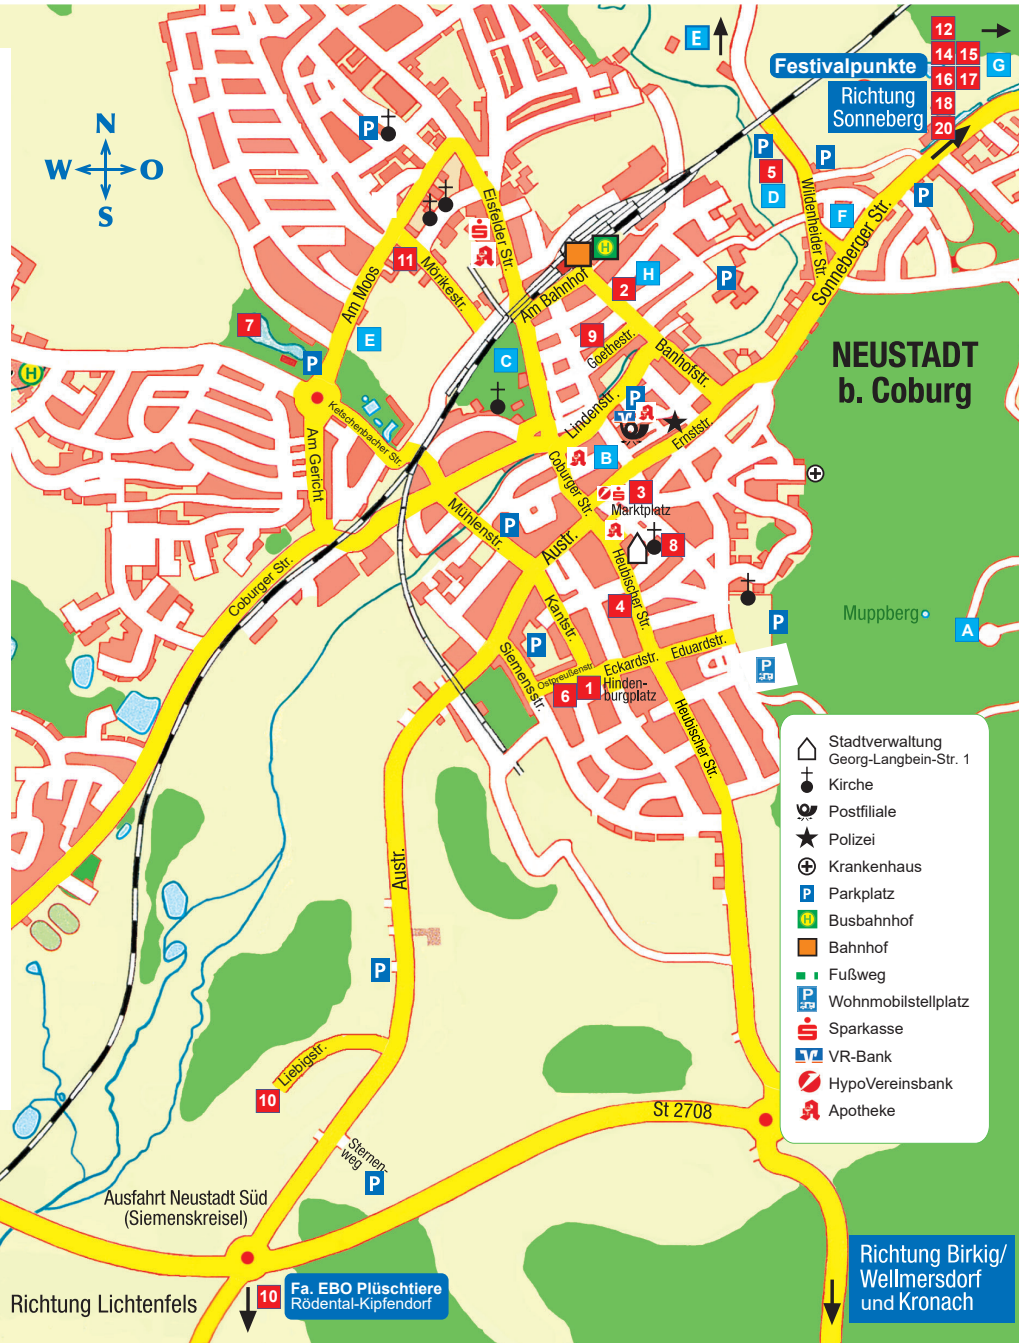 N
W
O
S
E
12
14
15
G
Festivalpunkte
16
17
Richtung
Sonneberg
18
20
P
P
P
5
D
P
Wildenheider Str.
F
Sonneberger Str.
Eisfelder Str.
11
Mörikestr.
Am Moos
H
Am Bahnhof
2
H
P
7
E
P
H
C
9
Goethestr.
Banhofstr.
NEUSTADT
b. Coburg
Ketschenbacher Str.
Am Gericht
Lindenstr.
P
Ernststr.
B
Coburger Str.
3
Marktplatz
Mühlenstr.
P
Austr.
8
Heubischer Str.
Coburger Str.
Kantstr.
4
Muppberg
A
P
P
Siemensstr.
Ostpreußenstr.
Eckardstr.
Eduardstr.
P
6
1
Hinden-
burgplatz
Heubischer Str.
Stadtverwaltung
Georg-Langbein-Str. 1
Kirche
Postfiliale
Polizei
Krankenhaus
P
Parkplatz
H
Busbahnhof
Bahnhof
Fußweg
P
Wohnmobilstellplatz
Sparkasse
VR-Bank
HypoVereinsbank
Apotheke
Austr.
P
Liebigstr.
10
St 2708
Sternen-
weg
P
Ausfahrt Neustadt Süd
(Siemenskreisel)
Richtung Lichtenfels
10
Fa. EBO Plüschtiere
Rödental-Kipfendorf
Richtung Birkig/
Wellmersdorf
und Kronach